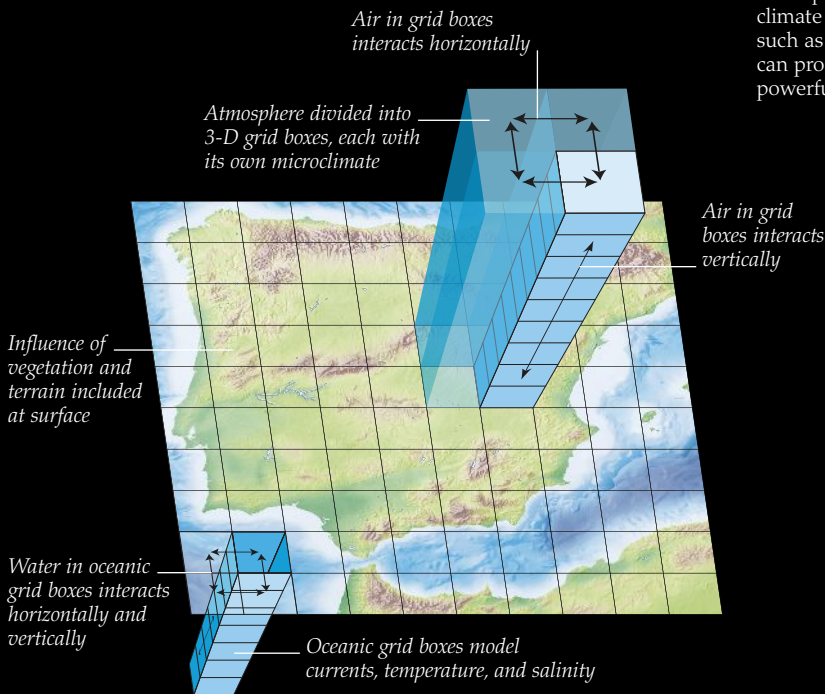 Air in grid boxes
interacts horizontally
climate
such as
can pro
powerfu
Atmosphere divided into
3-D grid boxes, each with
its own microclimate
Air in grid
boxes interacts
vertically
Influence of
vegetation and
terrain included
at surface
Water in oceanic
grid boxes interacts
horizontally and
vertically
Oceanic grid boxes model
currents, temperature, and salinity